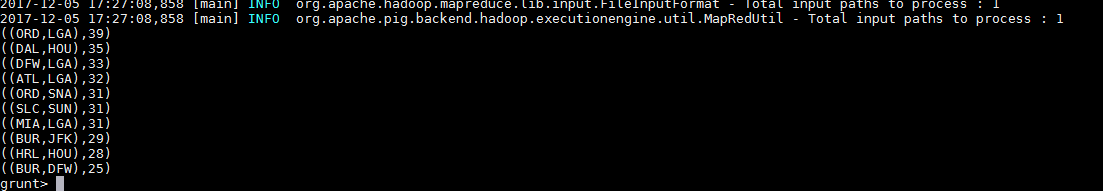 2017-12-05 17:27:08,858 [main] INFO  org.apache.hadoop.mapreduce.lib.input.FileInputFormat - Total input paths to process : 1
2017-12-05 17:27:08,858 [main] INFO  org.apache.pig.backend.hadoop.executionengine.util.MapRedUtil - Total input paths to process : 1
((ORD,LGA),39)
((DAL,HOU),35)
((DFW,LGA),33)
((ATL,LGA),32)
((ORD,SNA),31)
((SLC,SUN),31)
((MIA,LGA),31)
((BUR,JFK),29)
((HRL,HOU),28)
((BUR,DFW),25)
grunt>